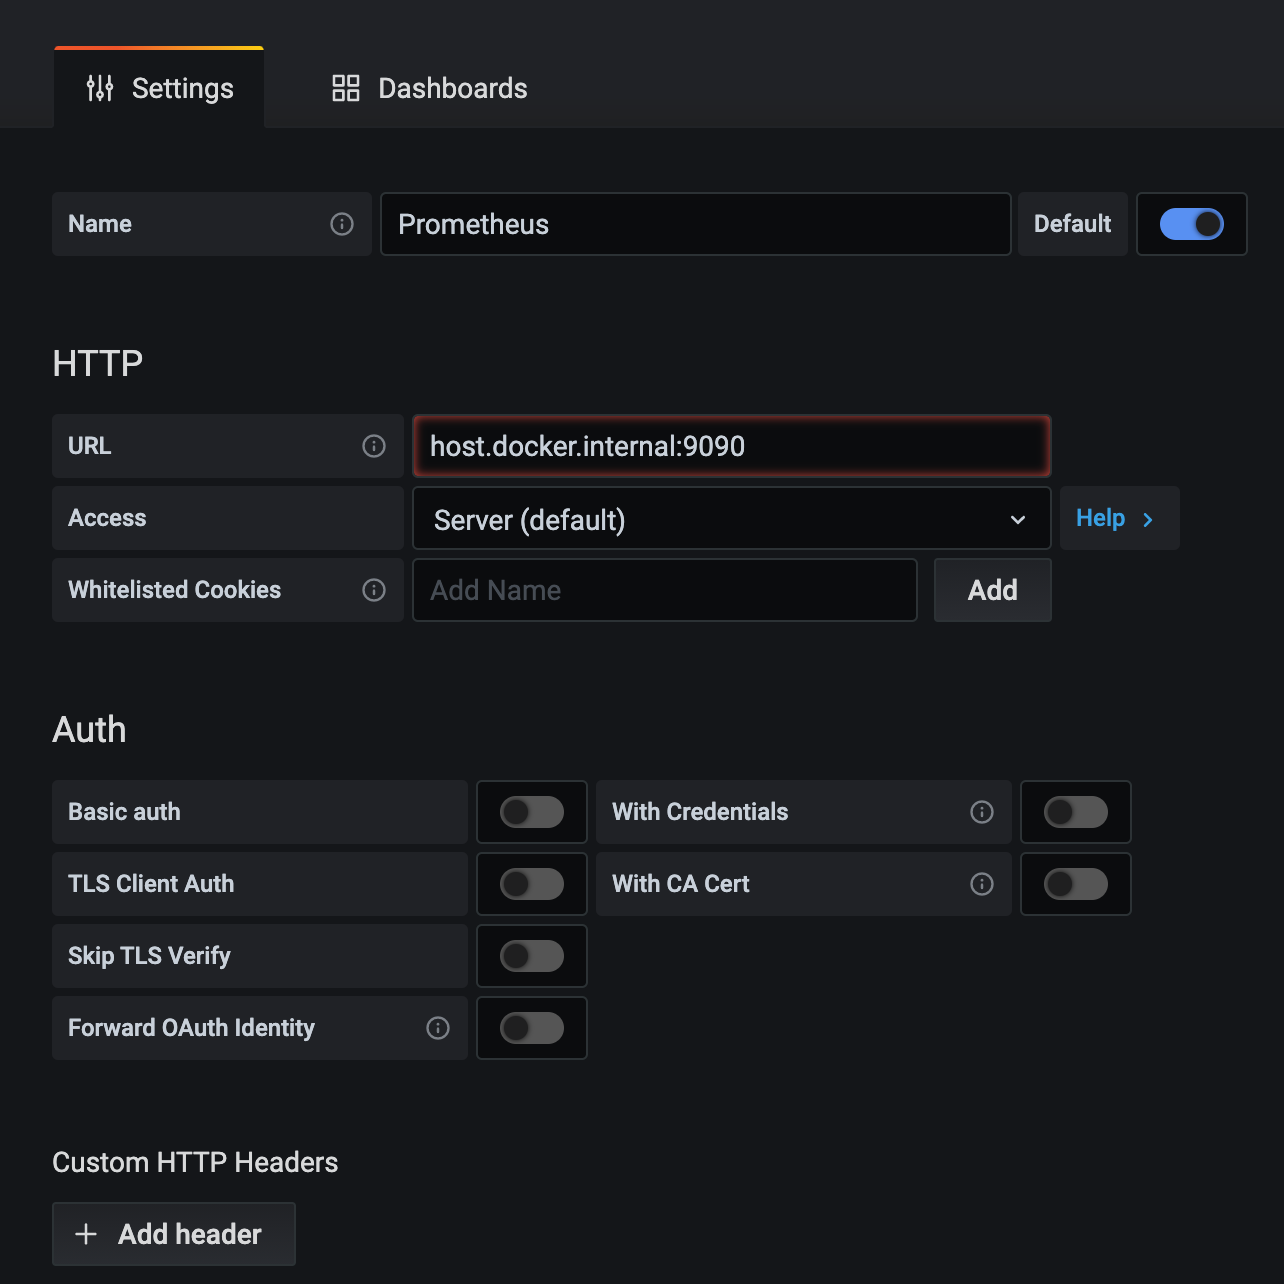 Settings
Dashboards
Name
Prometheus
Default
HTTP
URL
host.docker.internal:9090
Access
Server (default)
Help
Whitelisted Cookies
Add Name
Add
Auth
Basic auth
With Credentials
TLS Client Auth
With CA Cert
Skip TLS Verify
Forward OAuth Identity
Custom HTTP Headers
Add header